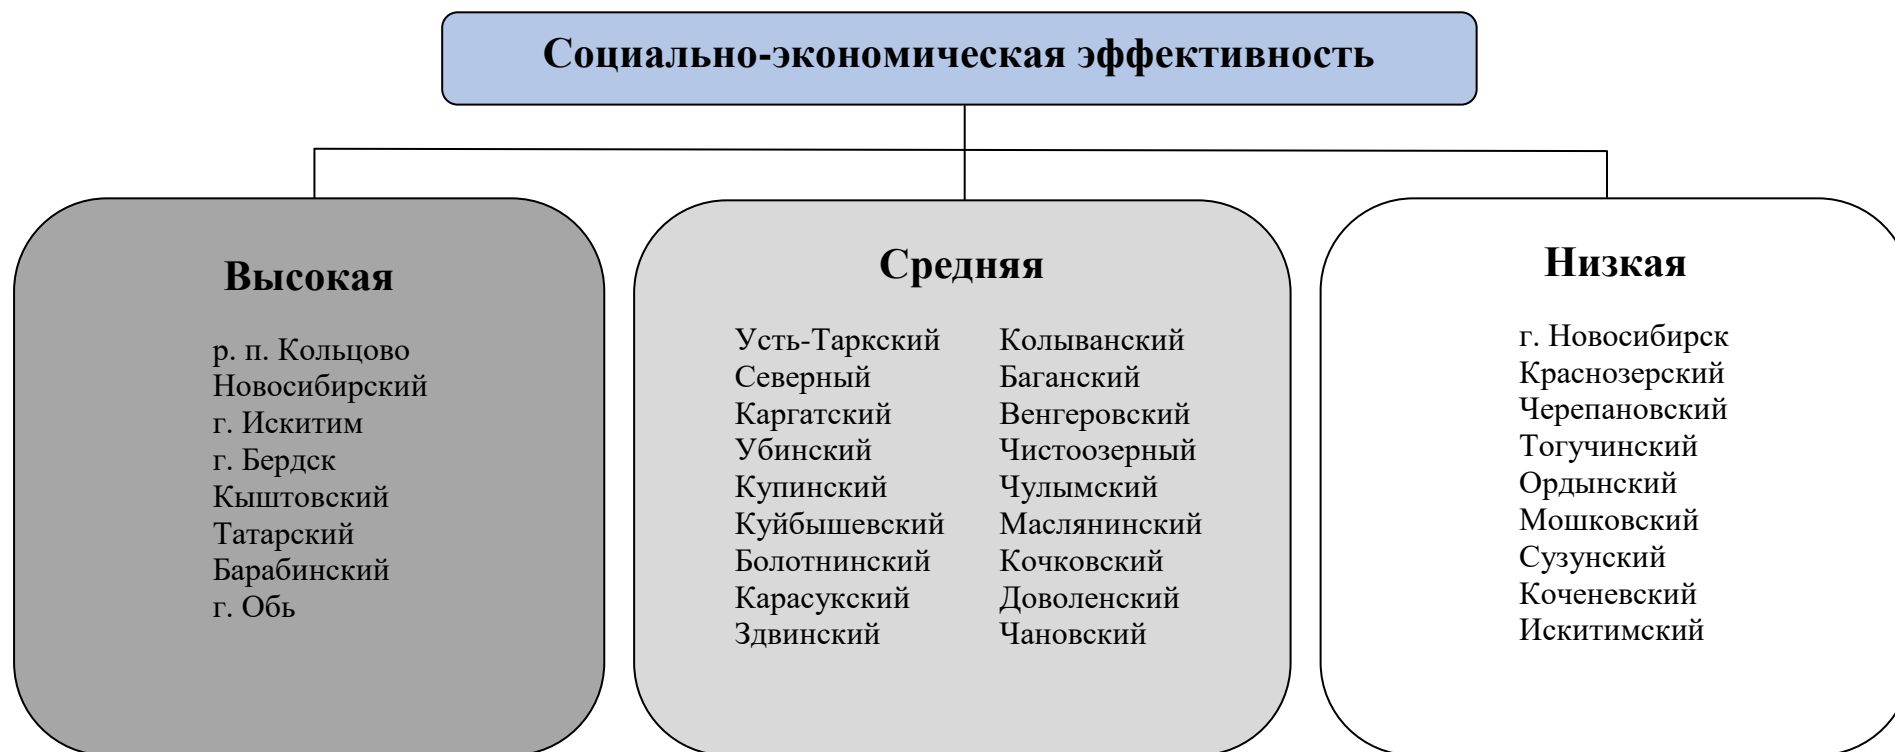 Социально-экономическая эффективность
Высокая
р. п. Кольцово
Новосибирский
г. Искитим
г. Бердск
Кыштовский
Татарский
Барабинский
г. Обь
Средняя
Усть-Таркский
Северный
Каргатский
Убинский
Купинский
Куйбышевский
Болотнинский
Карасукский
Здвинский
Колыванский
Баганский
Венгеровский
Чистоозерный
Чулымский
Маслянинский
Кочковский
Доволенский
Чановский
Низкая
г. Новосибирск
Краснозерский
Черепановский
Тогучинский
Ордынский
Мошковский
Сузунский
Коченевский
Искитимский